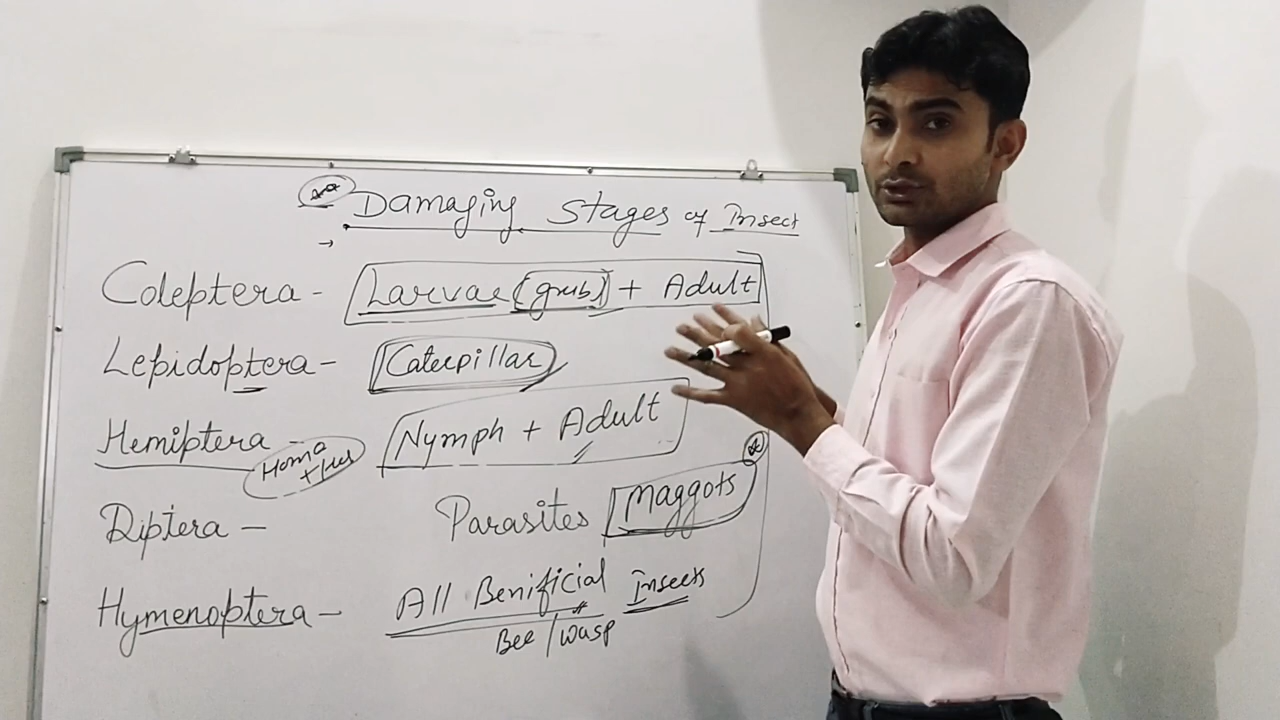 Damaging Stages of Insect
Coleptera - Larvae (grub) + Adult
Lepidoptera - Caterpillar
Hemiptera - Nymph + Adult
Homo
Diptera - Parasites Maggots
Hymenoptera - All Benificial Insects
Bee / Wasp